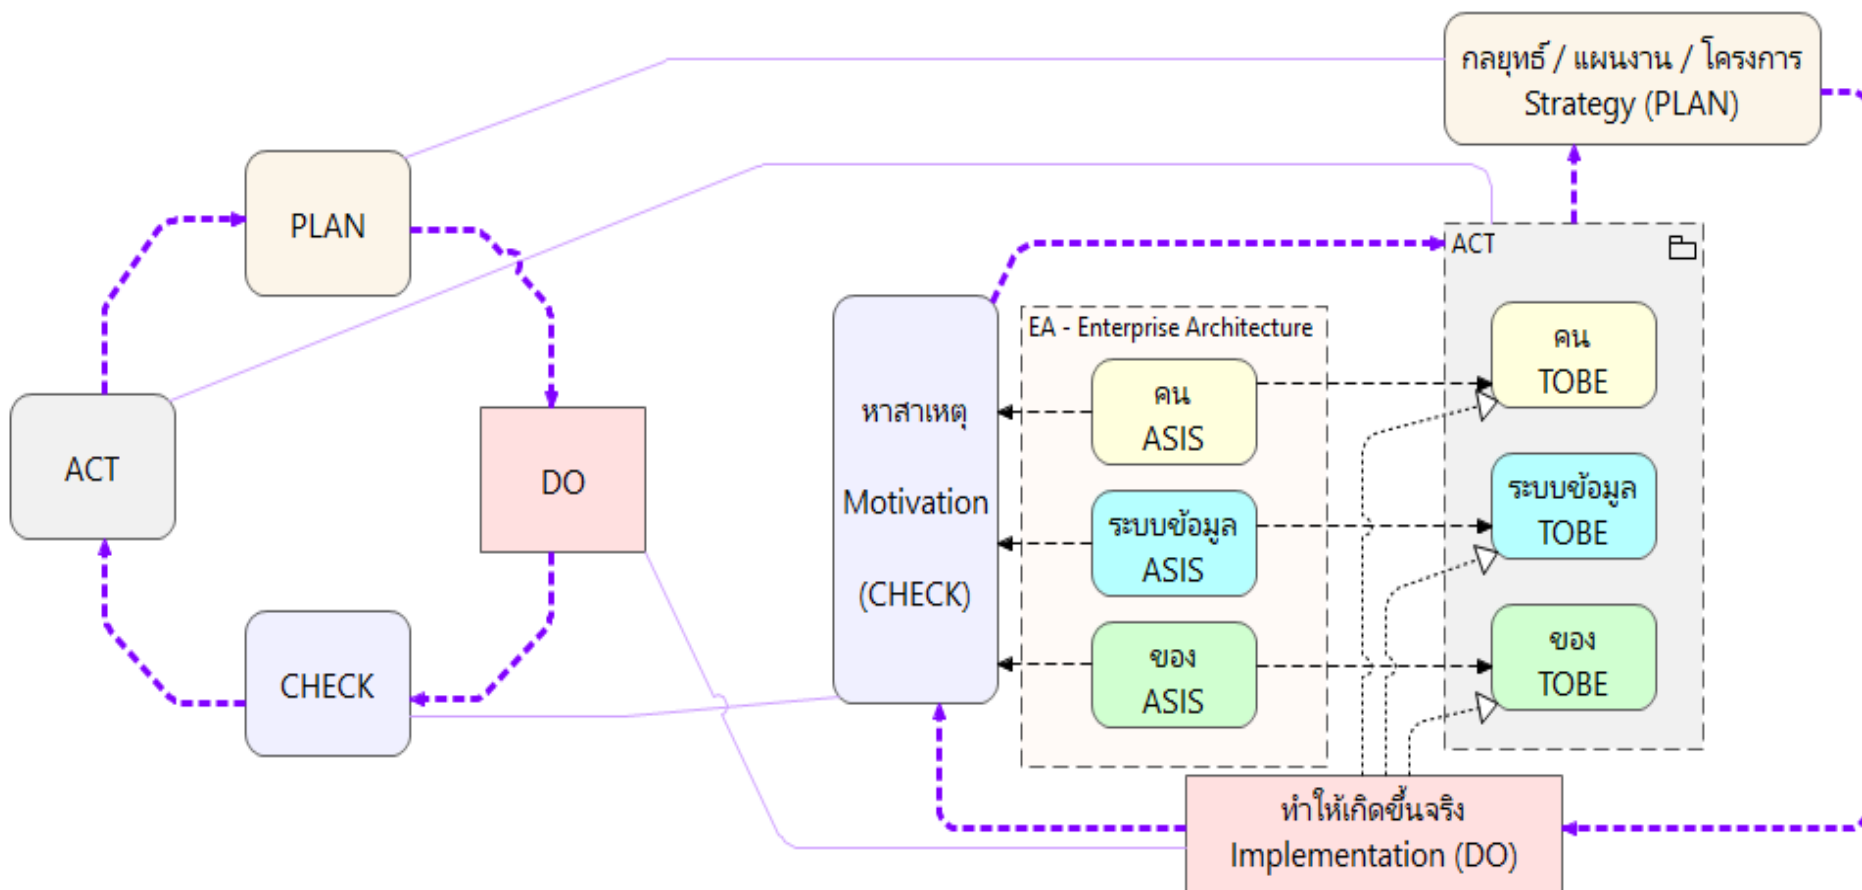 กลยุทธ์ / แผนงาน / โครงการ
Strategy (PLAN)
PLAN
ACT
DO
CHECK
หาสาเหตุ
Motivation
(CHECK)
EA - Enterprise Architecture
คน
ASIS
ระบบข้อมูล
ASIS
ของ
ASIS
ACT
คน
TOBE
ระบบข้อมูล
TOBE
ของ
TOBE
ทำให้เกิดขึ้นจริง
Implementation (DO)